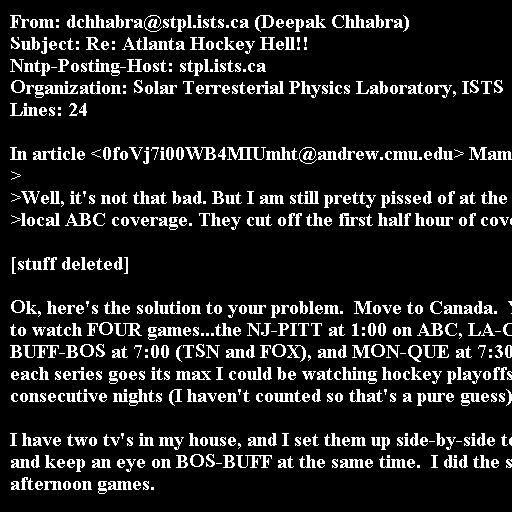 From: dchhabra@stpl.ists.ca (Deepak Chhabra)
Subject: Re: Atlanta Hockey Hell!!
Nntp-Posting-Host: stpl.ists.ca
Organization: Solar Terresterial Physics Laboratory, ISTS
Lines: 24

In article <0foVj7i00WB4MIUmht@andrew.cmu.edu> Mam
>
>Well, it's not that bad. But I am still pretty pissed of at the
>local ABC coverage. They cut off the first half hour of cov

[stuff deleted]

Ok, here's the solution to your problem.  Move to Canada.  Y
to watch FOUR games...the NJ-PITT at 1:00 on ABC, LA-C
BUFF-BOS at 7:00 (TSN and FOX), and MON-QUE at 7:30
each series goes its max I could be watching hockey playoffs
consecutive nights (I haven't counted so that's a pure guess)

I have two tv's in my house, and I set them up side-by-side to
and keep an eye on BOS-BUFF at the same time.  I did the s
afternoon games.